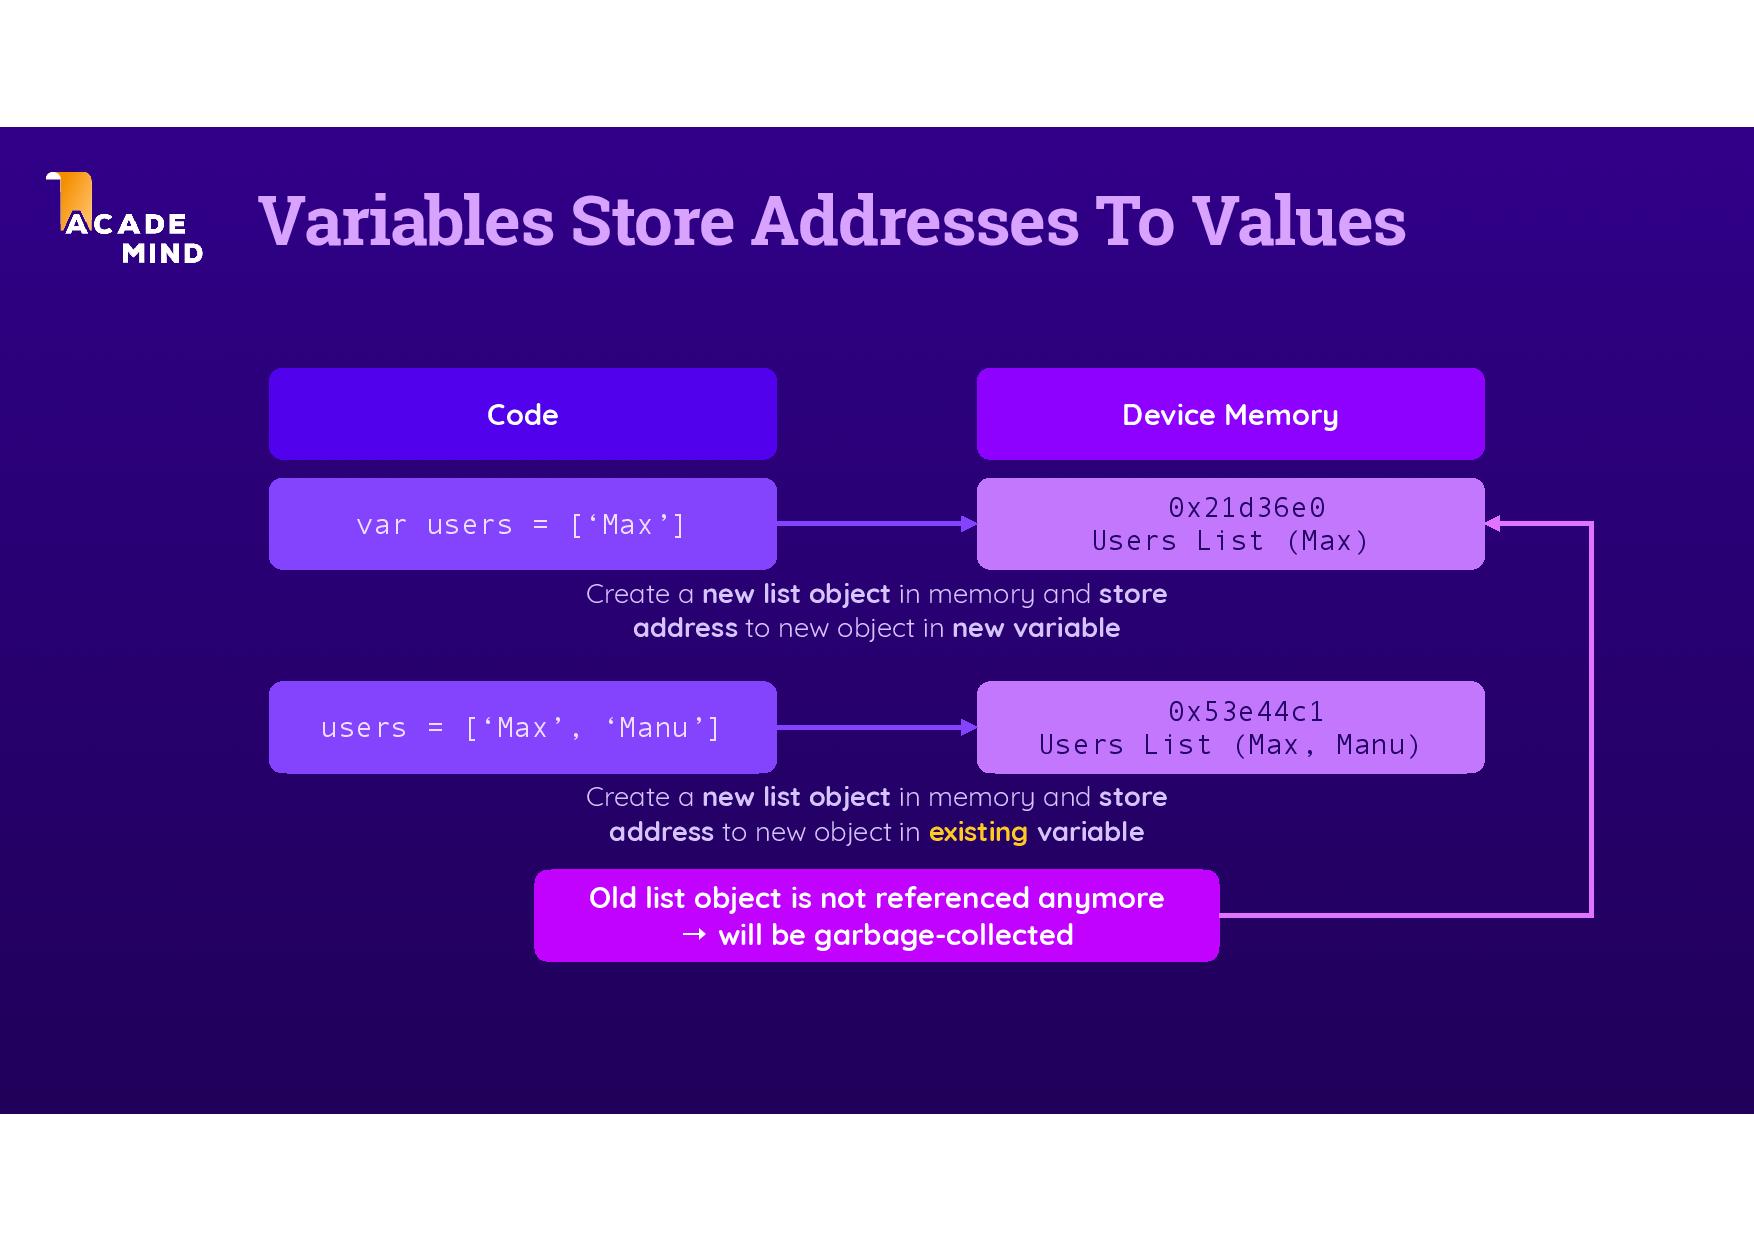 ACADE
MIND
Variables Store Addresses To Values
Code
Device Memory
var users = [‘Max’]
0x21d36e0
Users List (Max)
Create a new list object in memory and store
address to new object in new variable
users = [‘Max’, ‘Manu’]
0x53e44c1
Users List (Max, Manu)
Create a new list object in memory and store
address to new object in existing variable
Old list object is not referenced anymore
→ will be garbage-collected